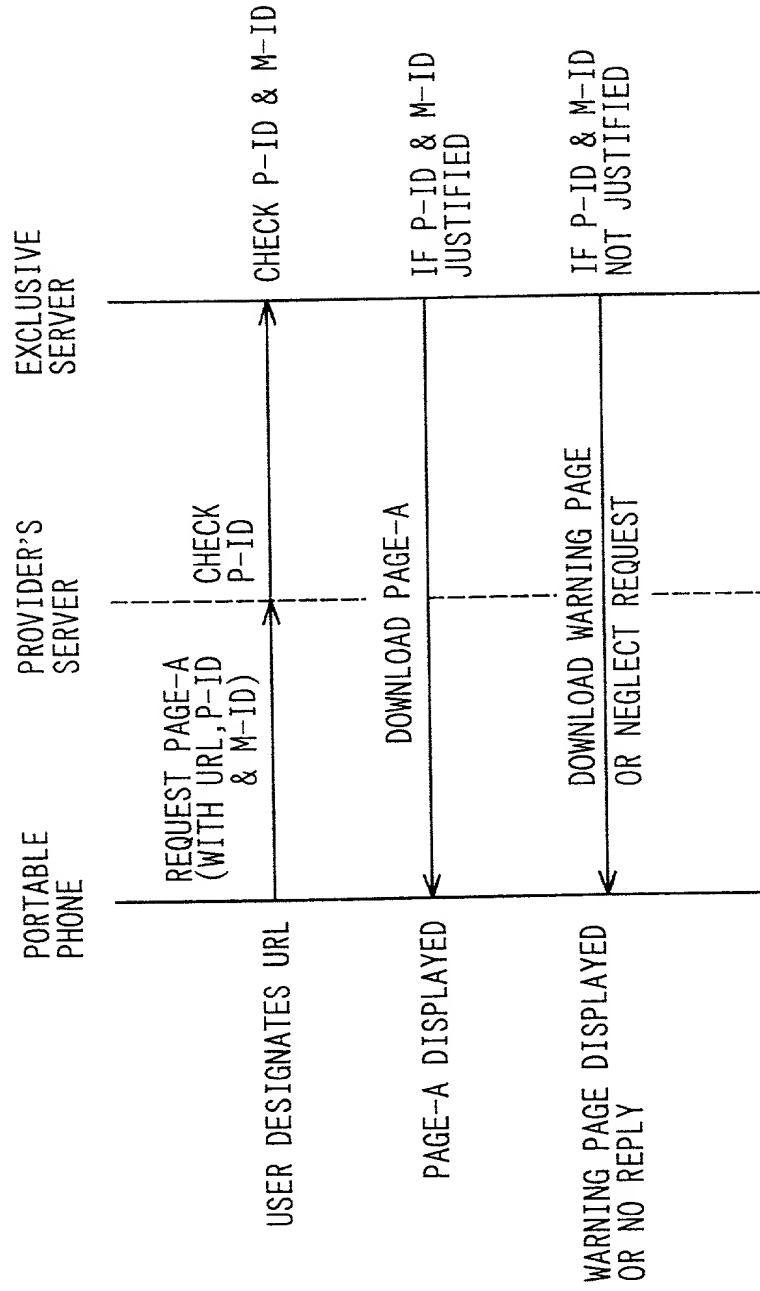 PORTABLE
PHONE
PROVIDER'S
SERVER
EXCLUSIVE
SERVER
USER DESIGNATES URL
REQUEST PAGE-A
(WITH URL, P-ID
& M-ID)
CHECK
P-ID
CHECK P-ID & M-ID
PAGE-A DISPLAYED
DOWNLOAD PAGE-A
IF P-ID & M-ID
JUSTIFIED
WARNING PAGE DISPLAYED
OR NO REPLY
DOWNLOAD WARNING PAGE
OR NEGLECT REQUEST
IF P-ID & M-ID
NOT JUSTIFIED